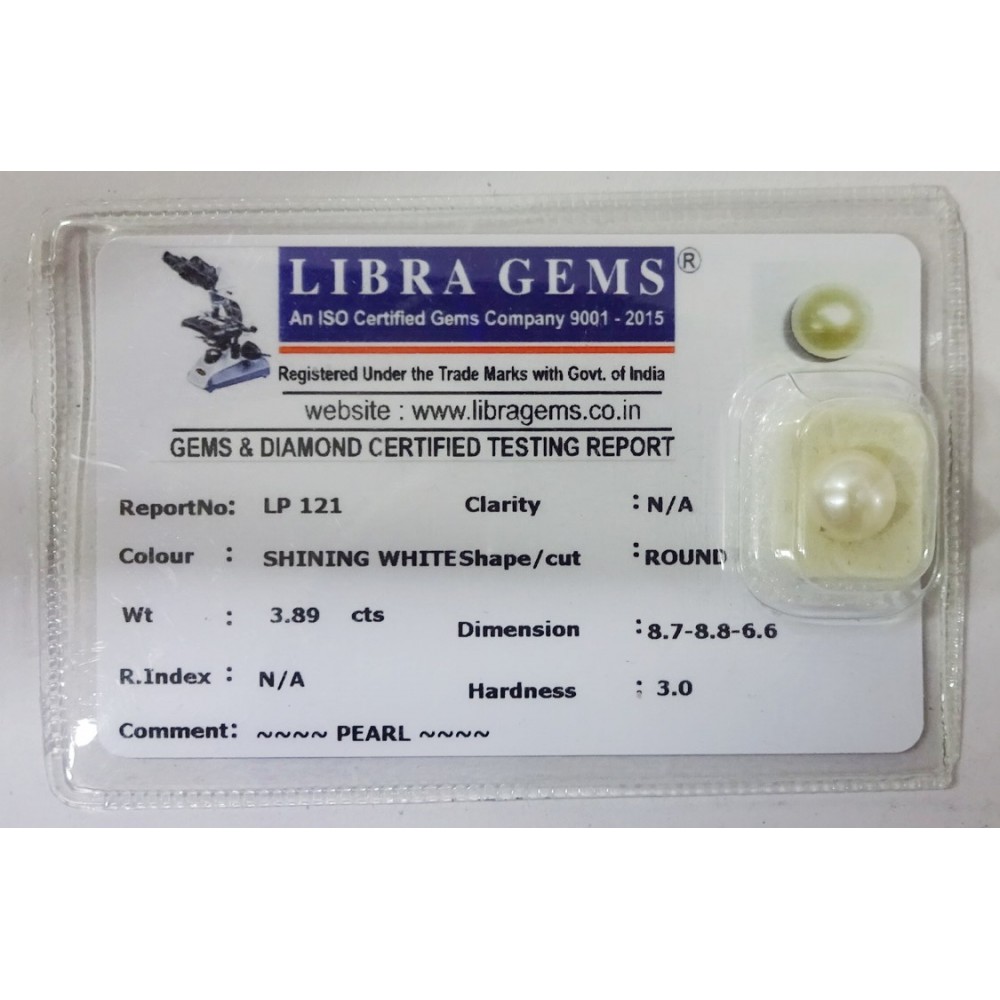 LIBRA GEMS ®
An ISO Certified Gems Company 9001 - 2015
Registered Under the Trade Marks with Govt. of India
website : www.libragems.co.in
GEMS & DIAMOND CERTIFIED TESTING REPORT
ReportNo: LP 121 Clarity : N/A
Colour : SHINING WHITE Shape/cut : ROUND
Wt : 3.89 cts Dimension : 8.7-8.8-6.6
R.Index : N/A Hardness : 3.0
Comment: ~~~~ PEARL ~~~~